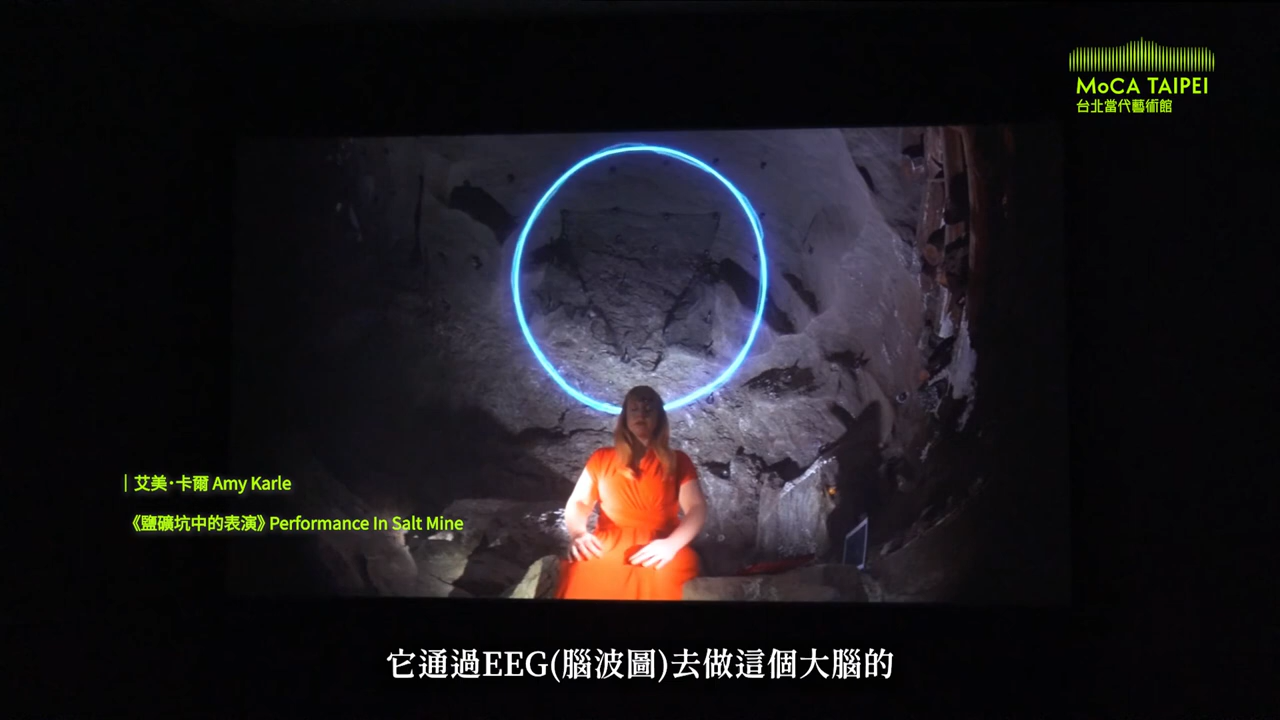 MoCA TAIPEI
台北當代藝術館
｜艾美·卡爾 Amy Karle
《鹽礦坑中的表演》Performance In Salt Mine
它通過EEG(腦波圖)去做這個大腦的